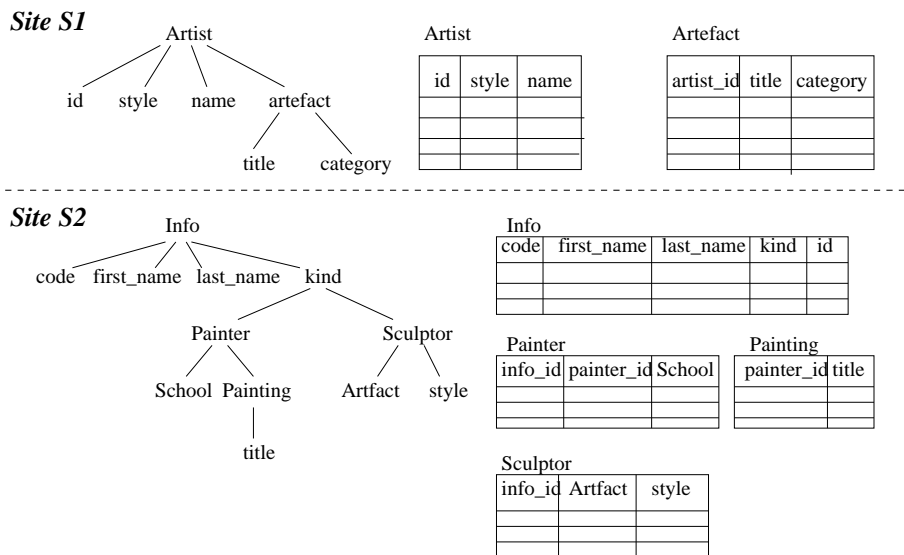 Site S1
Artist
id style name artefact
title category
Artist
id style name
Artefact
artist_id title category
Site S2
Info
code first_name last_name kind
Painter Sculptor
School Painting Artfact style
title
Info
code first_name last_name kind id
Painter
info_id painter_id School
Painting
painter_id title
Sculptor
info_id Artfact style